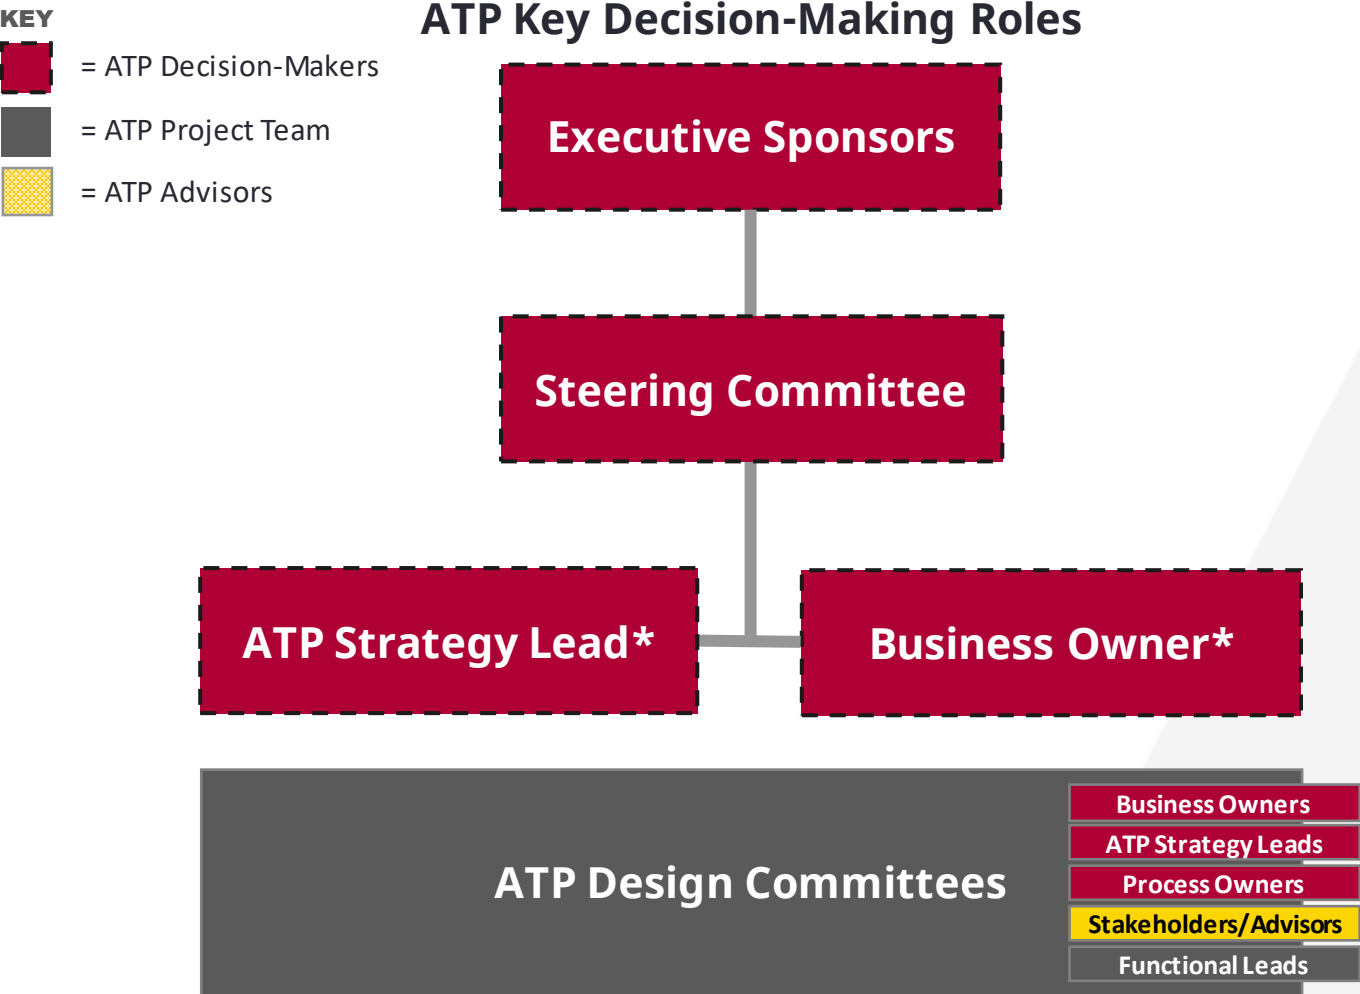 ATP Key Decision-Making Roles
KEY
= ATP Decision-Makers
= ATP Project Team
= ATP Advisors
Executive Sponsors
Steering Committee
ATP Strategy Lead*
Business Owner*
ATP Design Committees
Business Owners
ATP Strategy Leads
Process Owners
Stakeholders/Advisors
Functional Leads